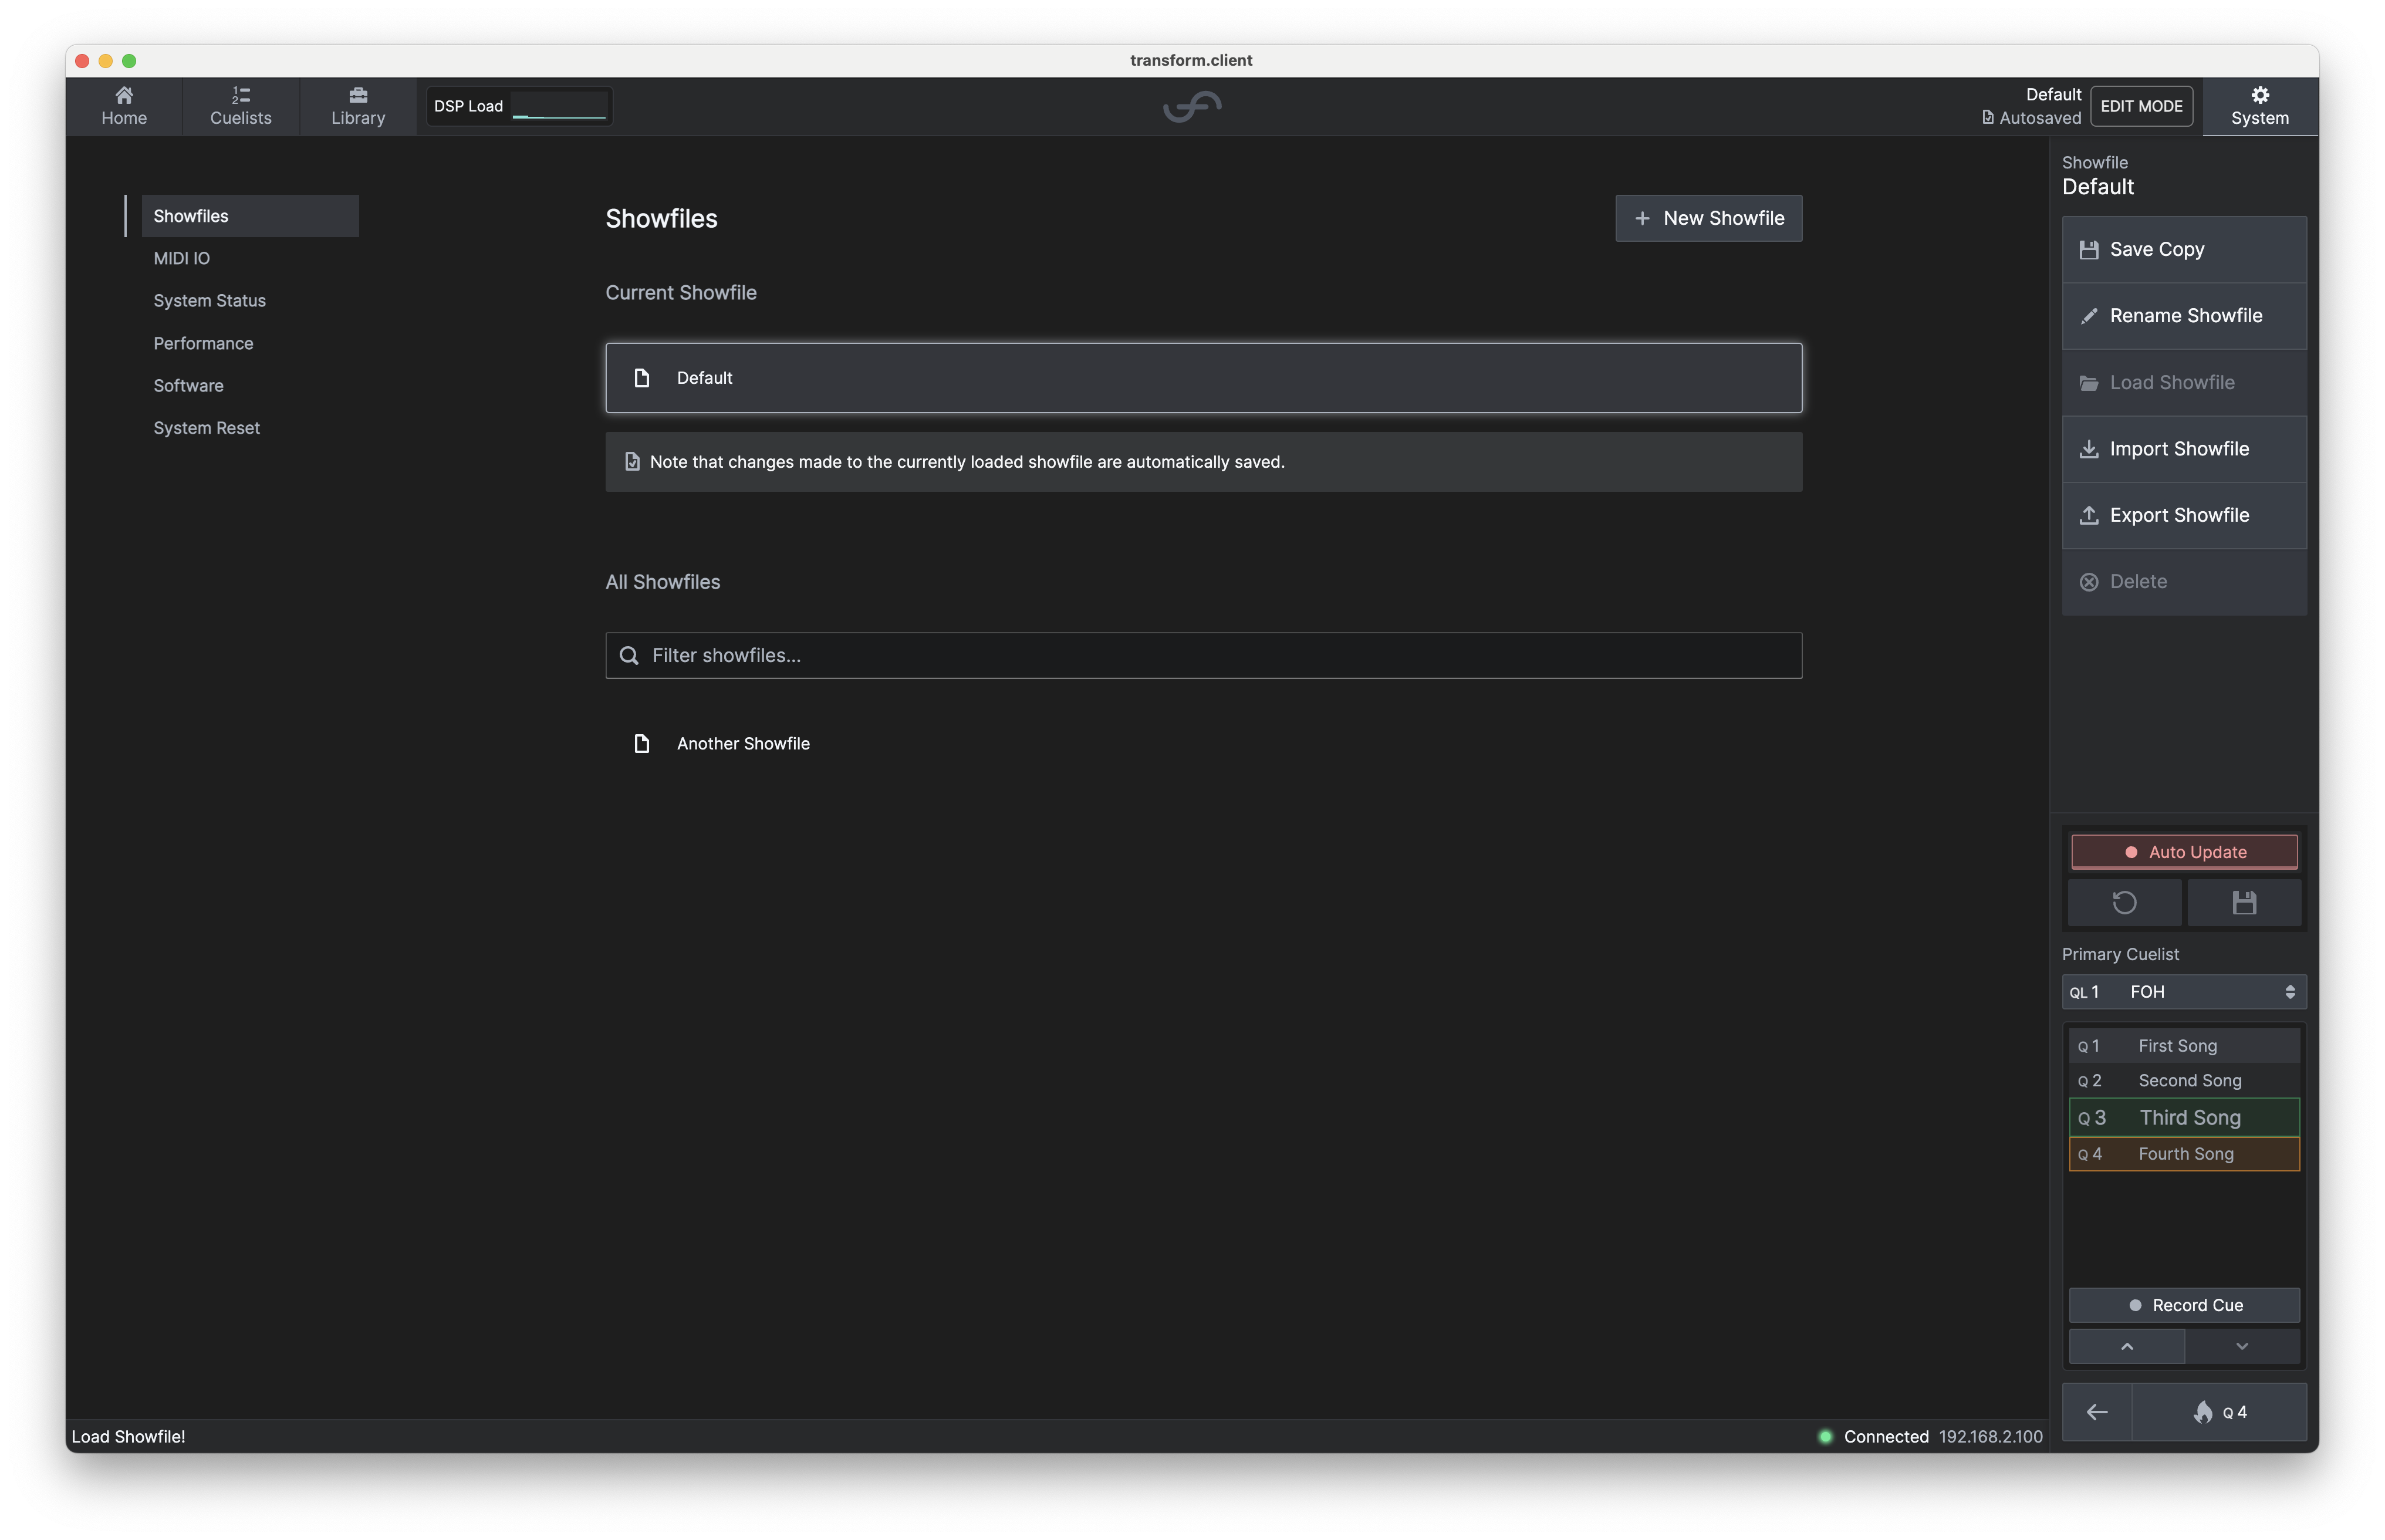 transform.client
Home
Cuelists
Library
DSP Load
Default
Autosaved
EDIT MODE
System
Showfiles
MIDI IO
System Status
Performance
Software
System Reset
Showfiles
+ New Showfile
Current Showfile
Default
Note that changes made to the currently loaded showfile are automatically saved.
All Showfiles
Filter showfiles...
Another Showfile
Showfile
Default
Save Copy
Rename Showfile
Load Showfile
Import Showfile
Export Showfile
Delete
Auto Update
Primary Cuelist
QL 1 FOH
Q 1 First Song
Q 2 Second Song
Q 3 Third Song
Q 4 Fourth Song
Record Cue
Q 4
Load Showfile!
Connected 192.168.2.100